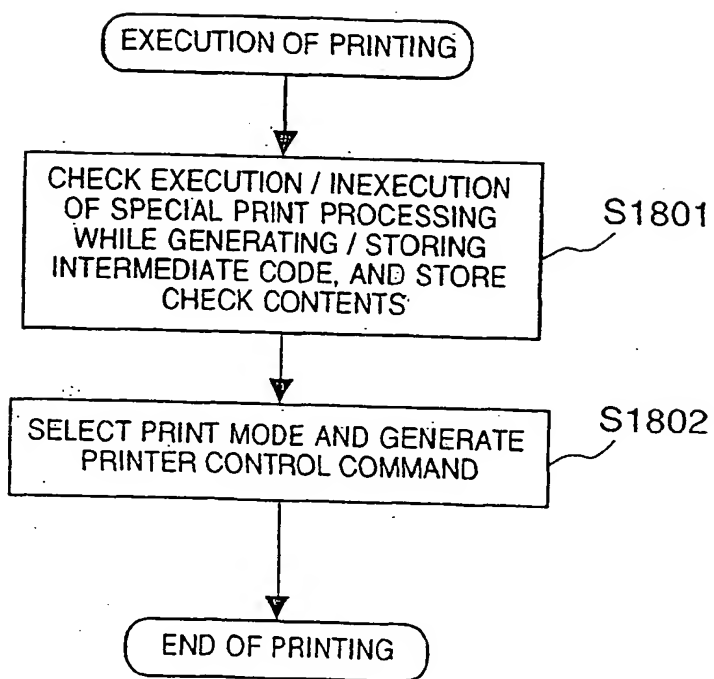 EXECUTION OF PRINTING
CHECK EXECUTION / INEXECUTION
OF SPECIAL PRINT PROCESSING
WHILE GENERATING / STORING
INTERMEDIATE CODE, AND STORE
CHECK CONTENTS
S1801
SELECT PRINT MODE AND GENERATE
PRINTER CONTROL COMMAND
S1802
END OF PRINTING